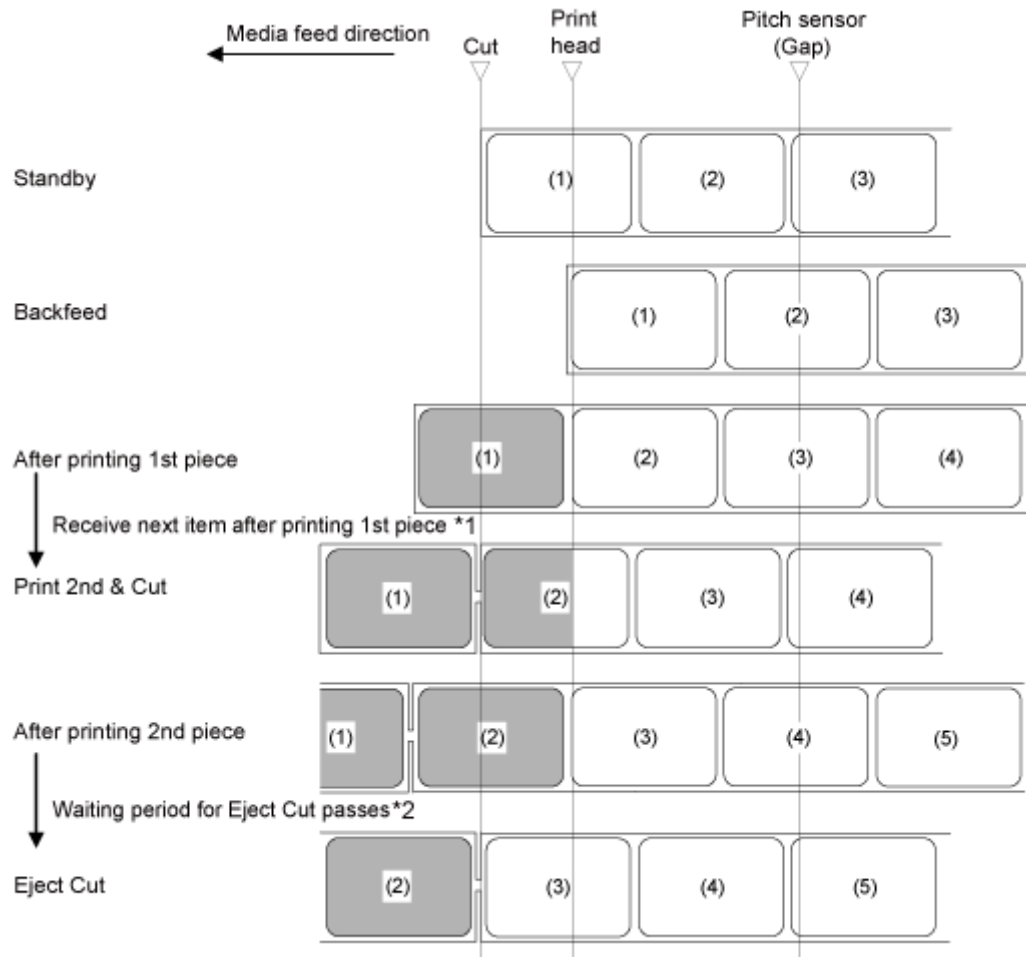 Media feed direction
Cut
Print
head
Pitch sensor
(Gap)
Standby
(1)
(2)
(3)
Backfeed
(1)
(2)
(3)
After printing 1st piece
(1)
(2)
(3)
(4)
Receive next item after printing 1st piece *1
Print 2nd & Cut
(1)
(2)
(3)
(4)
After printing 2nd piece
(1)
(2)
(3)
(4)
(5)
Waiting period for Eject Cut passes*2
Eject Cut
(2)
(3)
(4)
(5)